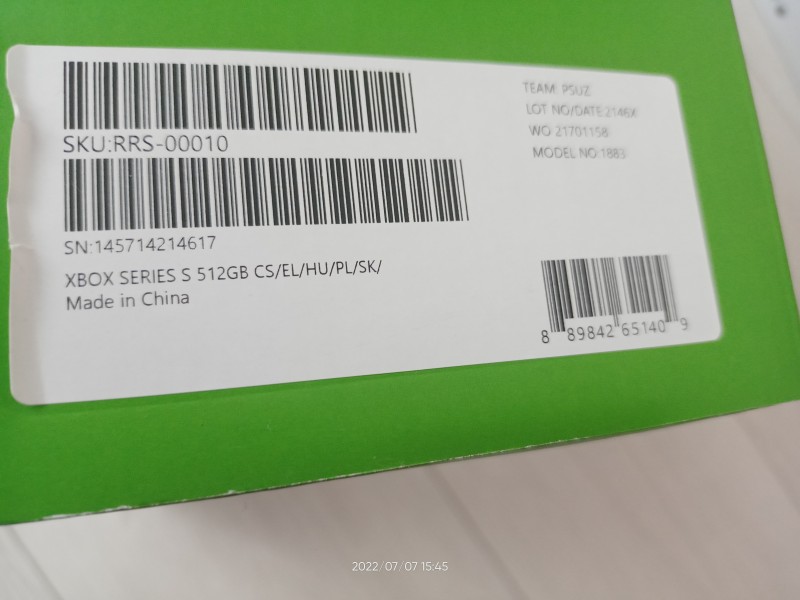 SKU:RRS-00010
SN:145714214617
XBOX SERIES S 512GB CS/EL/HU/PL/SK/
Made in China
TEAM: PSUZ
LOT NO/DATE:2146X
WO 21701158
MODEL NO:1883
8 89842 65140 9
2022/07/07 15:45